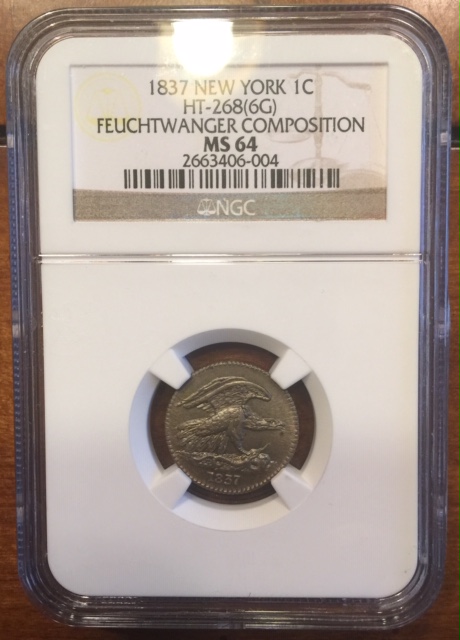 1837 NEW YORK 1C
HT-268(6G)
FEUCHTWANGER COMPOSITION
MS 64
2663406-004
NGC
1837